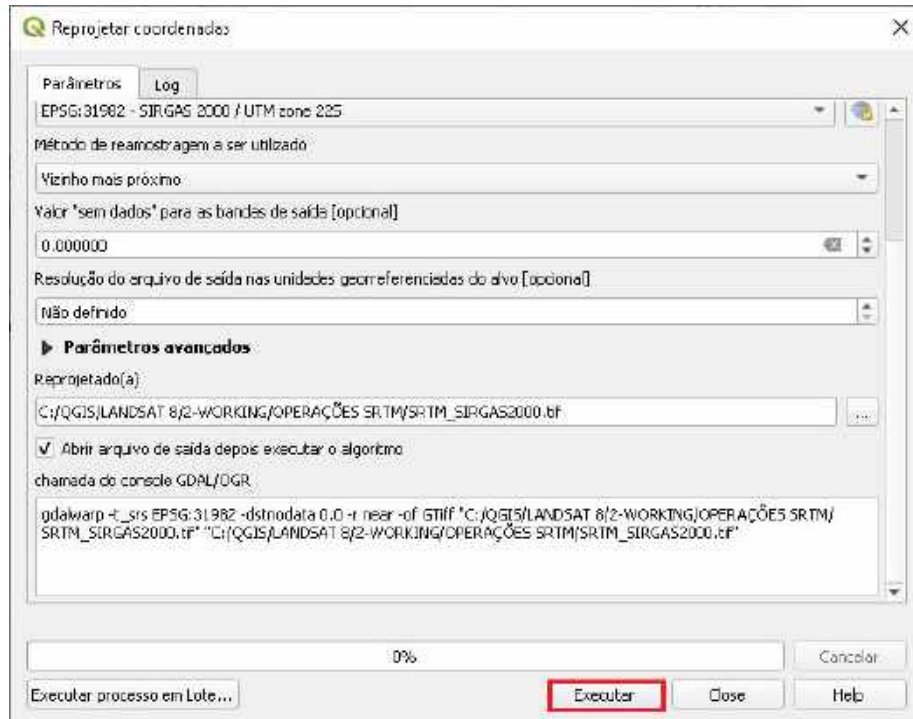 Reprojetar coordenadas
Parâmetros
Log
EPSG:31982 - SIRGAS 2000 / UTM zone 22S
Método de reamostragem a ser utilizado
Vizinho mais próximo
Valor "sem dados" para as bandas de saída [opcional]
0.000000
Resolução do arquivo de saída nas unidades georreferenciadas do alvo [opcional]
Não definido
Parâmetros avançados
Reprojetado(a)
C:/QGIS/LANDSAT 8/2-WORKING/OPERAÇÕES SRTM/SRTM_SIRGAS2000.tif
...
Abrir arquivo de saída depois executar o algoritmo
chamada do console GDAL/OGR
gdalwarp -t_srs EPSG:31982 -dstnodata 0.0 -r near -of GTiff "C:/QGIS/LANDSAT 8/2-WORKING/OPERAÇÕES SRTM/
SRTM_SIRGAS2000.tif" "C:/QGIS/LANDSAT 8/2-WORKING/OPERAÇÕES SRTM/SRTM_SIRGAS2000.tif"
0%
Cancelar
Executar processo em Lote...
Executar
Close
Help